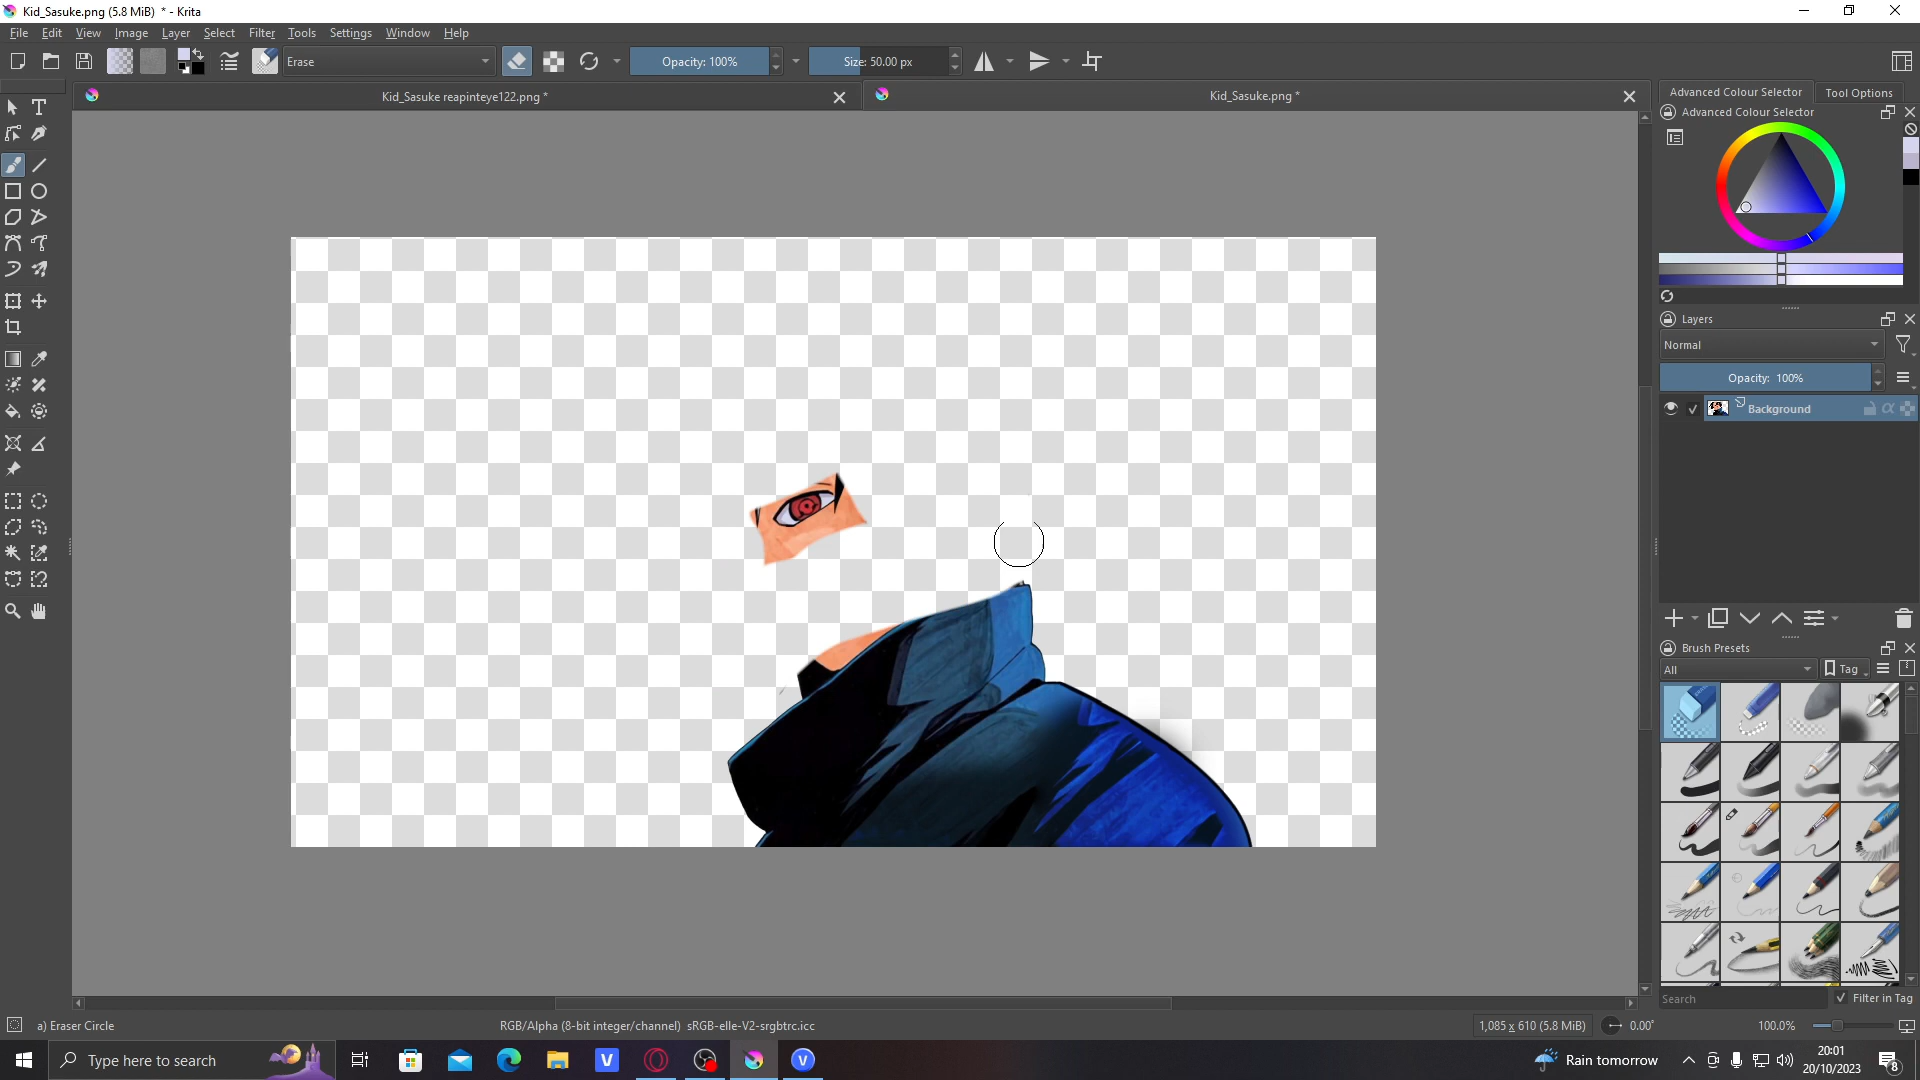 Kid_Sasuke.png (5.8 MiB) * - Krita
File Edit View Image Layer Select Filter Tools Settings Window Help
Erase Opacity: 100% Size: 50.00 px
Kid_Sasuke reapinteye122.png * Kid_Sasuke.png *
Advanced Colour Selector Tool Options
Advanced Colour Selector
Layers
Normal
Opacity: 100%
Background
Brush Presets
All Tag
Search Filter in Tag
a) Eraser Circle RGB/Alpha (8-bit integer/channel) sRGB-elle-V2-srgbtrc.icc 1,085 x 610 (5.8 MiB) 0.00° 100.0%
Type here to search Rain tomorrow 20:01
20/10/2023 8